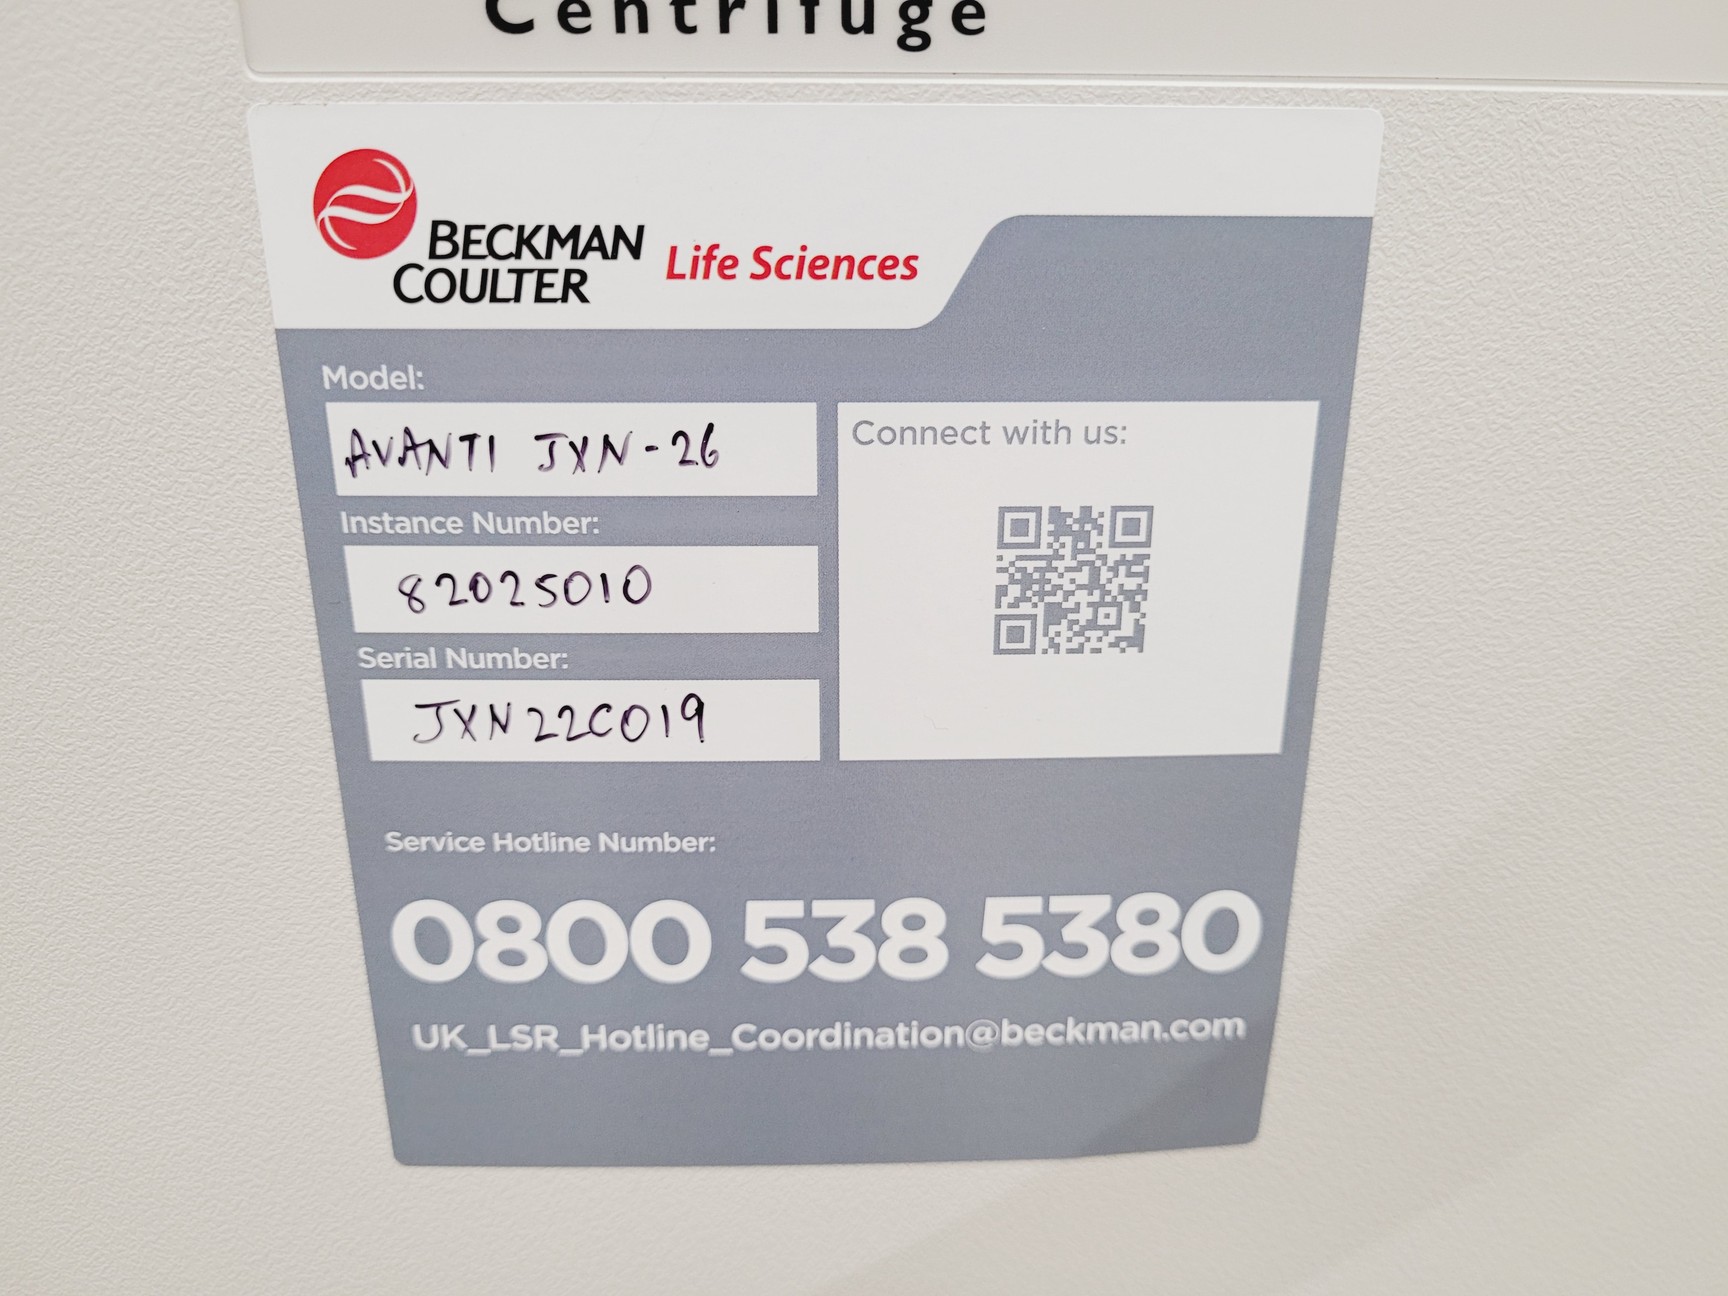 Centrifuge
BECKMAN
COULTER
Life Sciences
Model:
AVANTI JXN-26
Connect with us:
Instance Number:
82025010
Serial Number:
JXN22C019
Service Hotline Number:
0800 538 5380
UK_LSR_Hotline_Coordination@beckman.com